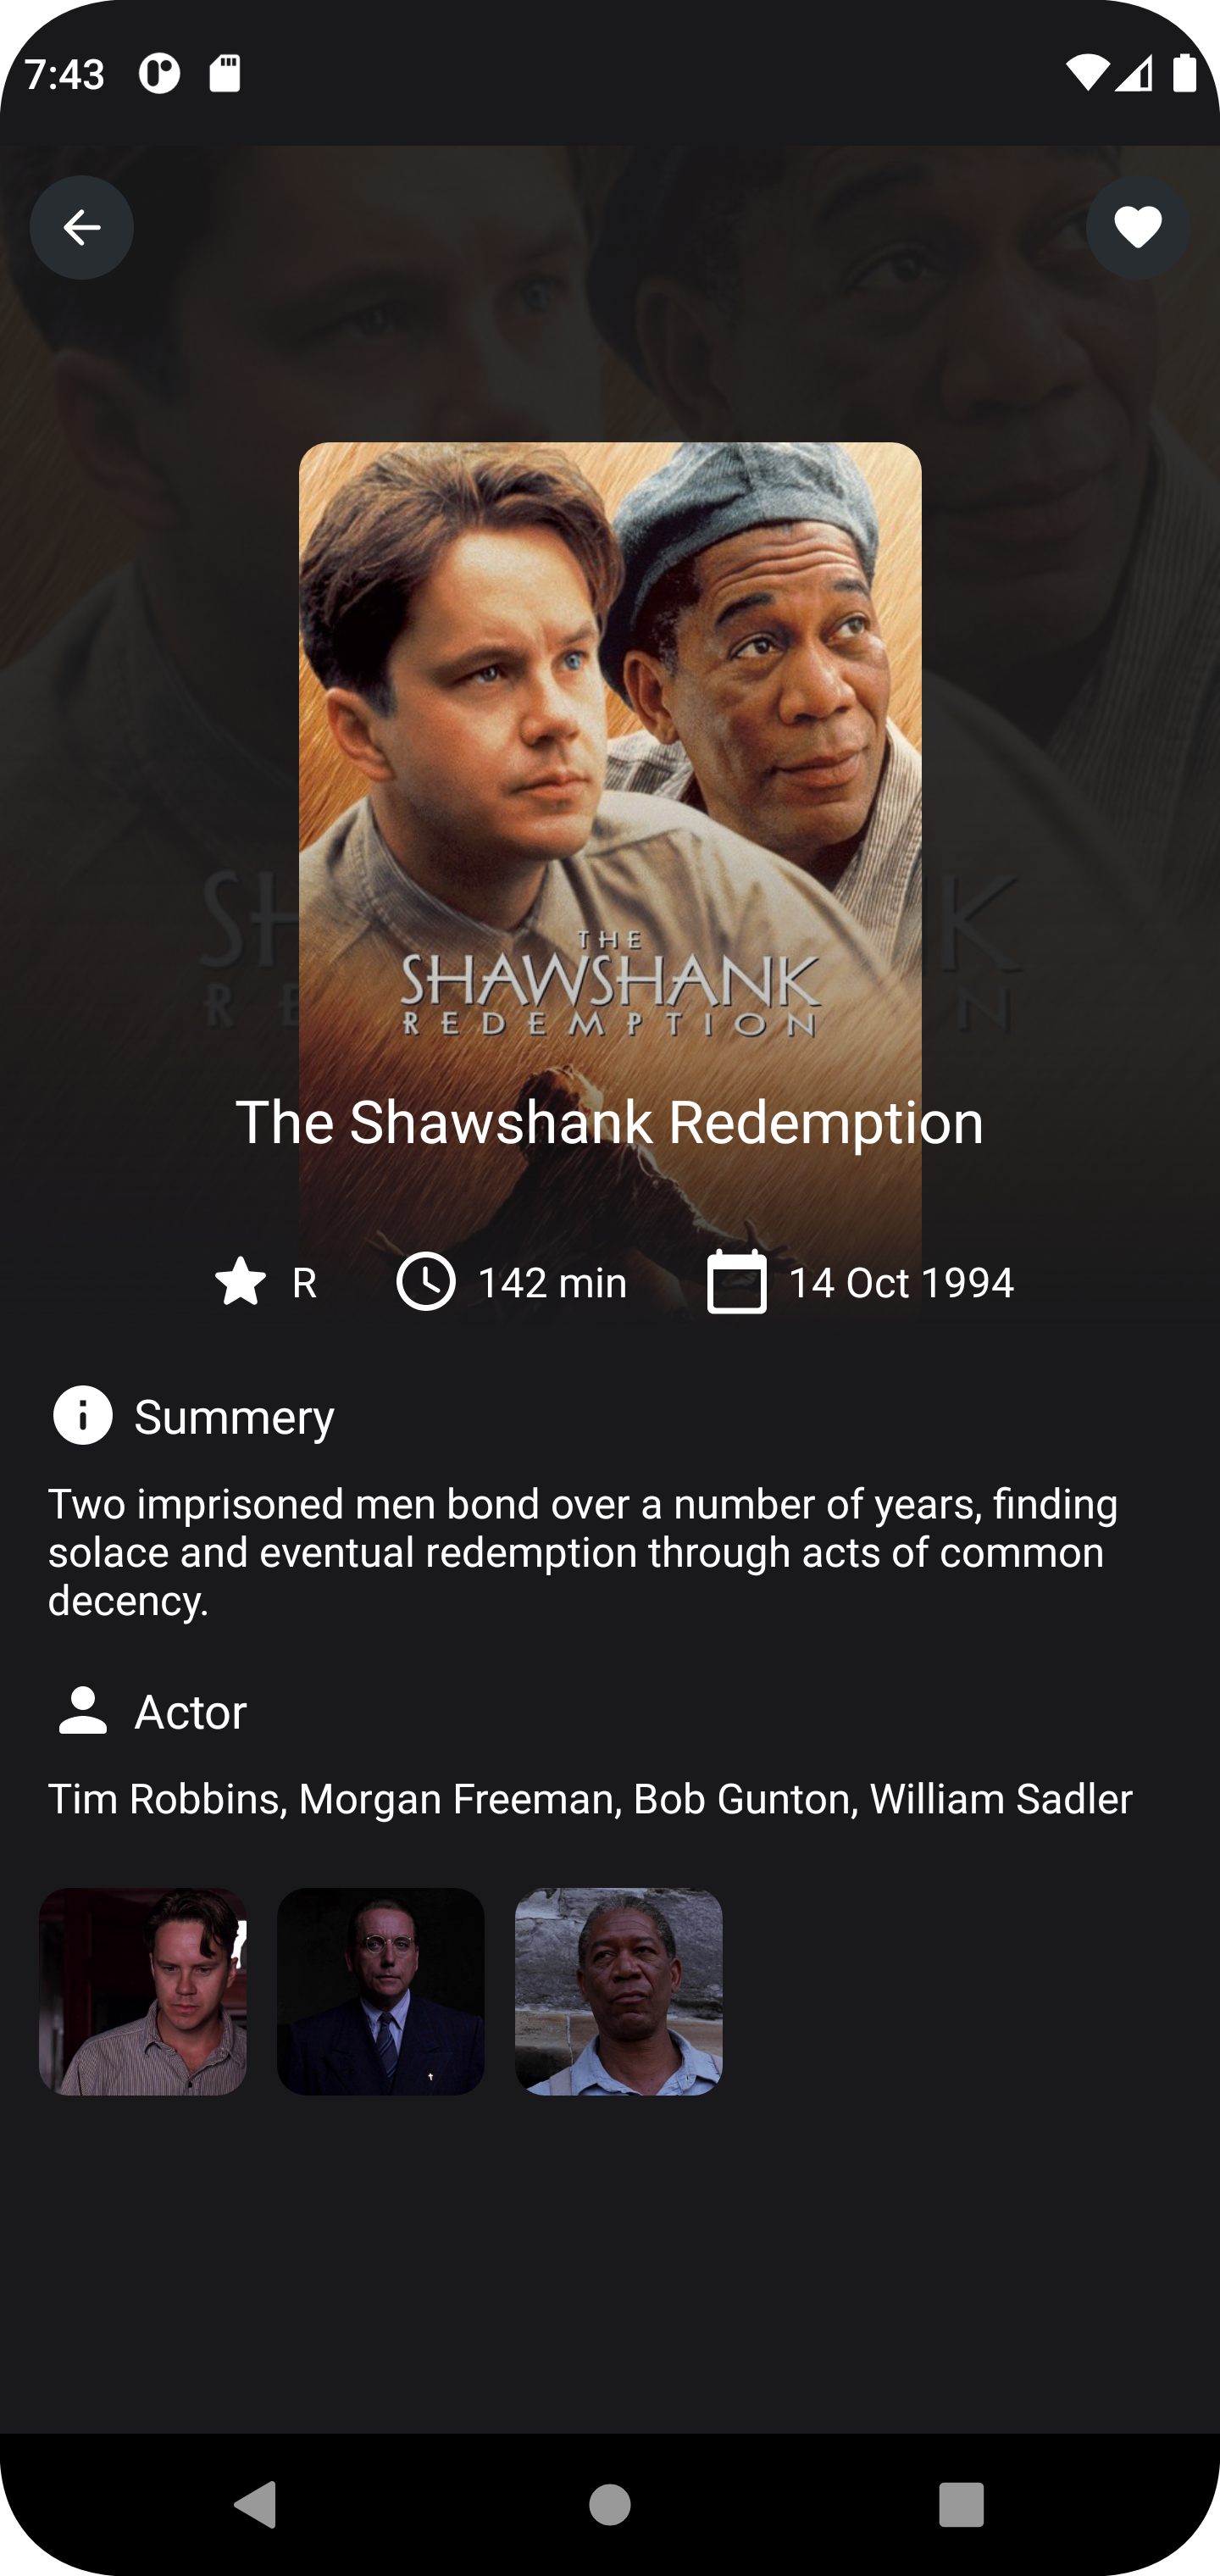 7:43
THE
SHAWSHANK
REDEMPTION
The Shawshank Redemption
R 142 min 14 Oct 1994
Summery
Two imprisoned men bond over a number of years, finding
solace and eventual redemption through acts of common
decency.
Actor
Tim Robbins, Morgan Freeman, Bob Gunton, William Sadler